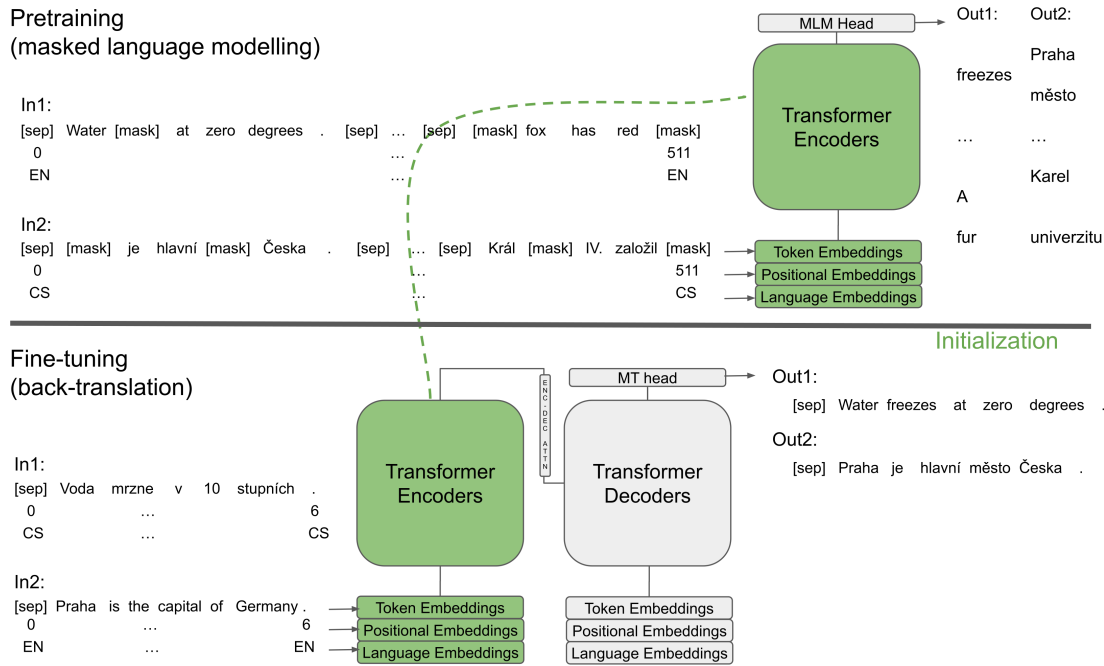 Pretraining
(masked language modelling)
In1:
[sep] Water [mask] at zero degrees . [sep] … [sep] [mask] fox has red [mask]
0 … 511
EN … EN
In2:
[sep] [mask] je hlavní [mask] Česka . [sep] … [sep] Král [mask] IV. založil [mask]
0 … 511
CS … CS
MLM Head
Transformer
Encoders
Token Embeddings
Positional Embeddings
Language Embeddings
Out1: Out2:
Praha
freezes
město
… …
Karel
A
fur univerzitu
Initialization
Fine-tuning
(back-translation)
In1:
[sep] Voda mrzne v 10 stupních .
0 … 6
CS … CS
In2:
[sep] Praha is the capital of Germany .
0 … 6
EN … EN
Transformer
Encoders
Token Embeddings
Positional Embeddings
Language Embeddings
ENC-DEC ATTN
MT head
Transformer
Decoders
Token Embeddings
Positional Embeddings
Language Embeddings
Out1:
[sep] Water freezes at zero degrees .
Out2:
[sep] Praha je hlavní město Česka .